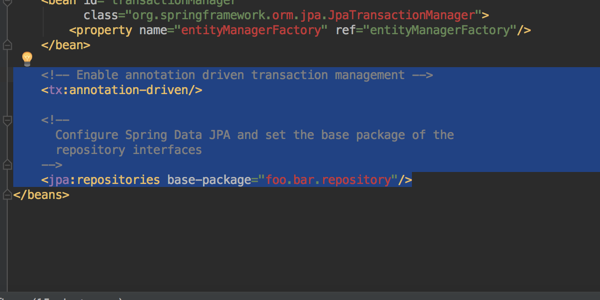 <bean id="transactionManager"
class="org.springframework.orm.jpa.JpaTransactionManager">
<property name="entityManagerFactory" ref="entityManagerFactory"/>
</bean>
<!-- Enable annotation driven transaction management -->
<tx:annotation-driven/>
<!--
Configure Spring Data JPA and set the base package of the
repository interfaces
-->
<jpa:repositories base-package="foo.bar.repository"/>
</beans>